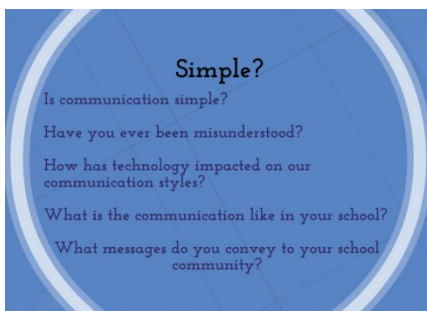 Simple?
Is communication simple?
Have you ever been misunderstood?
How has technology impacted on our
communication styles?
What is the communication like in your school?
What messages do you convey to your school
community?